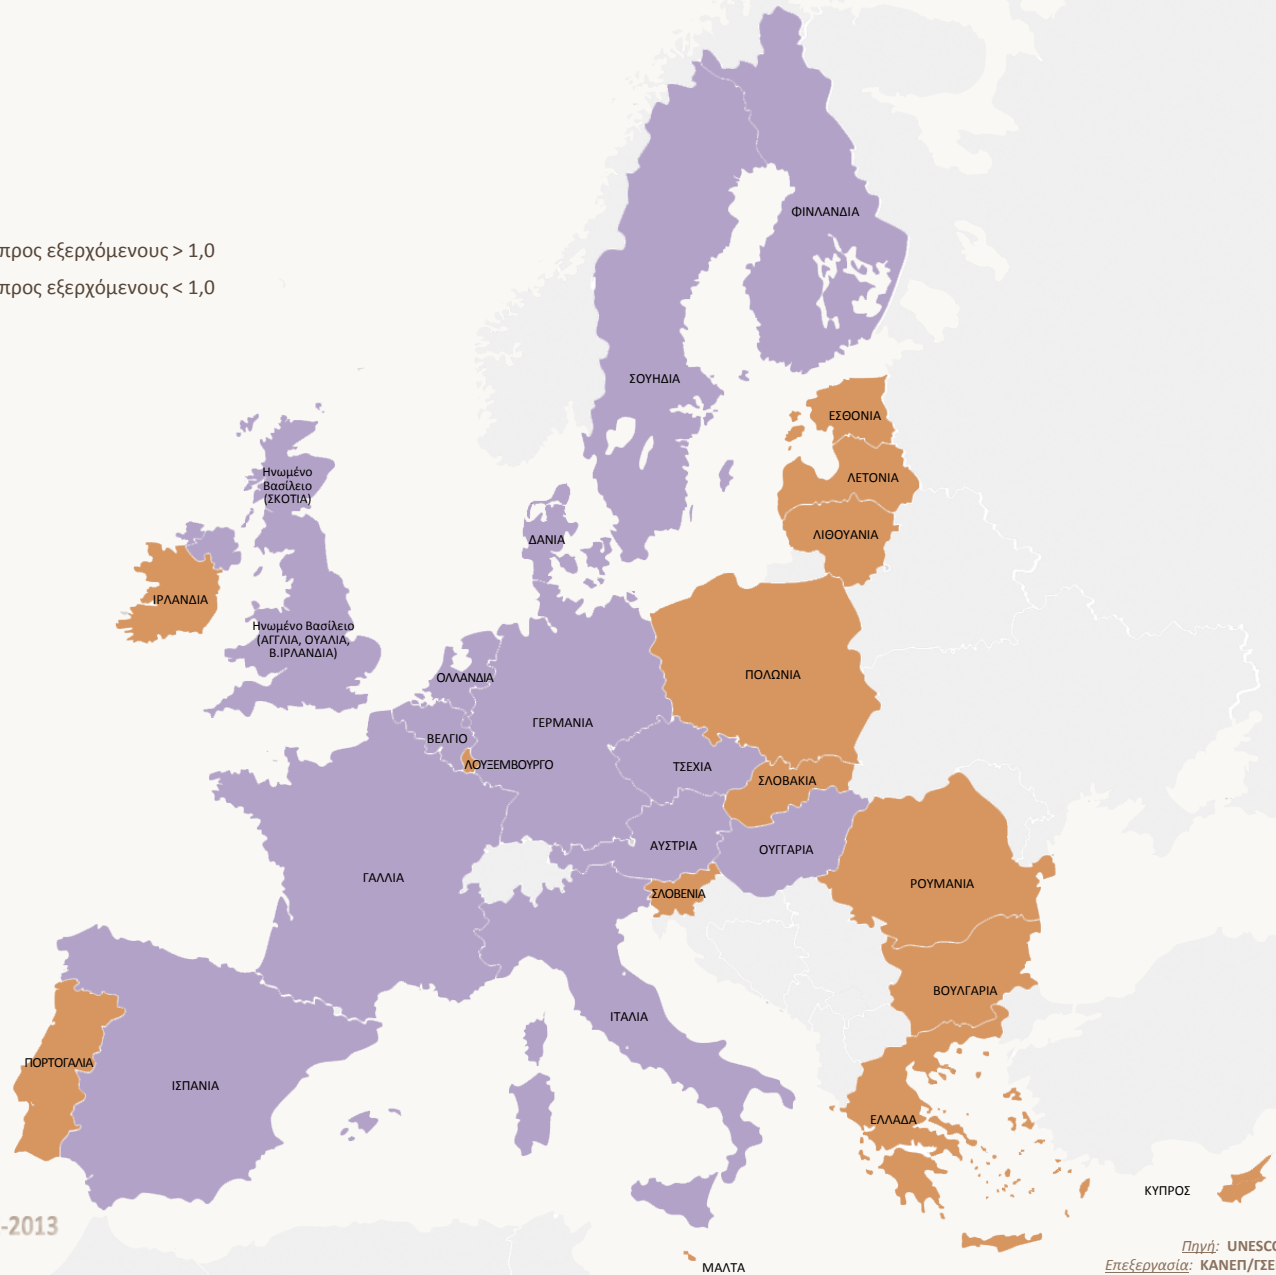 προς εξερχόμενους > 1,0
προς εξερχόμενους < 1,0
ΦΙΝΛΑΝΔΙΑ
ΣΟΥΗΔΙΑ
ΕΣΘΟΝΙΑ
Ηνωμένο
Βασίλειο
(ΣΚΟΤΙΑ)
ΛΕΤΟΝΙΑ
ΛΙΘΟΥΑΝΙΑ
ΔΑΝΙΑ
ΙΡΛΑΝΔΙΑ
Ηνωμένο Βασίλειο
(ΑΓΓΛΙΑ, ΟΥΑΛΙΑ,
Β.ΙΡΛΑΝΔΙΑ)
ΠΟΛΩΝΙΑ
ΟΛΛΑΝΔΙΑ
ΓΕΡΜΑΝΙΑ
ΒΕΛΓΙΟ
ΛΟΥΞΕΜΒΟΥΡΓΟ
ΤΣΕΧΙΑ
ΣΛΟΒΑΚΙΑ
ΑΥΣΤΡΙΑ
ΟΥΓΓΑΡΙΑ
ΓΑΛΛΙΑ
ΡΟΥΜΑΝΙΑ
ΣΛΟΒΕΝΙΑ
ΒΟΥΛΓΑΡΙΑ
ΙΤΑΛΙΑ
ΠΟΡΤΟΓΑΛΙΑ
ΙΣΠΑΝΙΑ
ΕΛΛΑΔΑ
ΚΥΠΡΟΣ
-2013
Πηγή: UNESCO
ΜΑΛΤΑ
Επεξεργασία: ΚΑΝΕΠ/ΓΣΕ